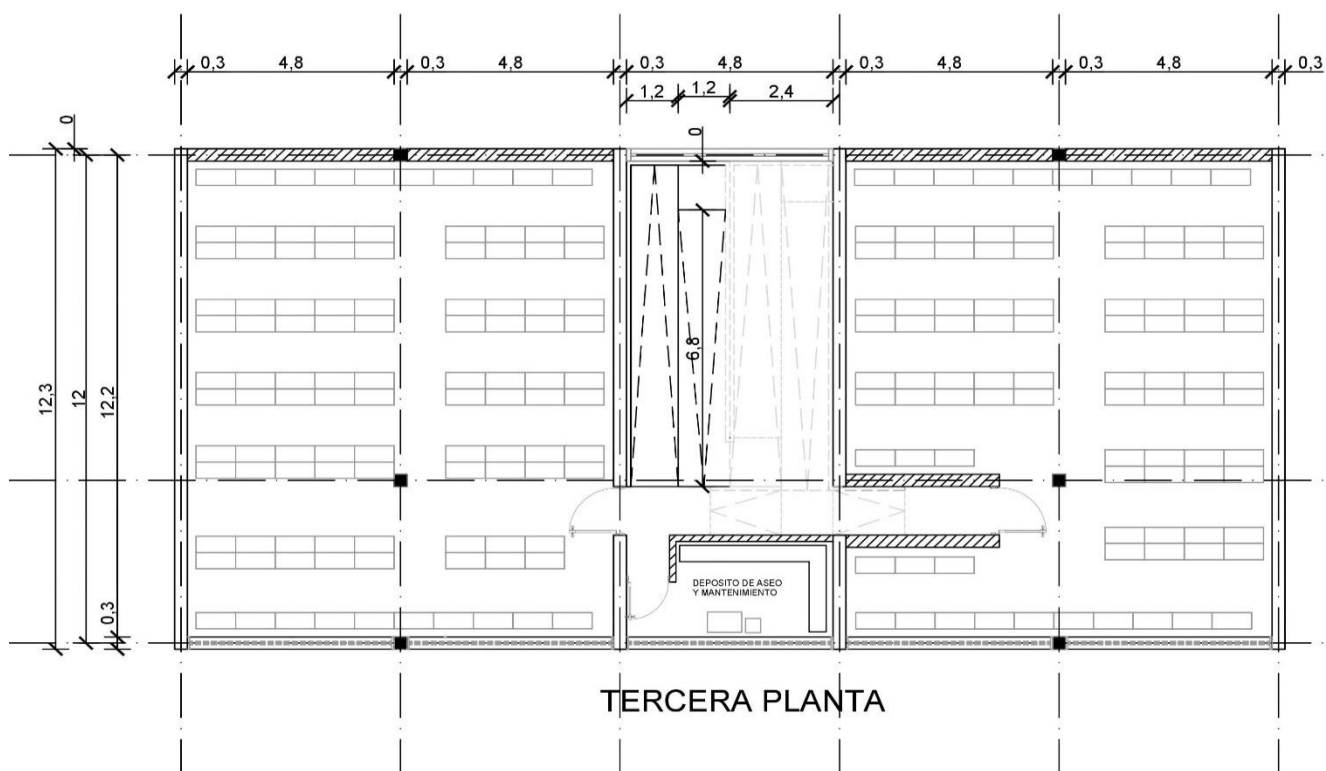 0,3 4,8 0,3 4,8 0,3 4,8 0,3 4,8 0,3 4,8 0,3
1,2 1,2 2,4
0
0
12,3
12
12,2
0,3
6,8
DEPOSITO DE ASEO
Y MANTENIMIENTO
TERCERA PLANTA